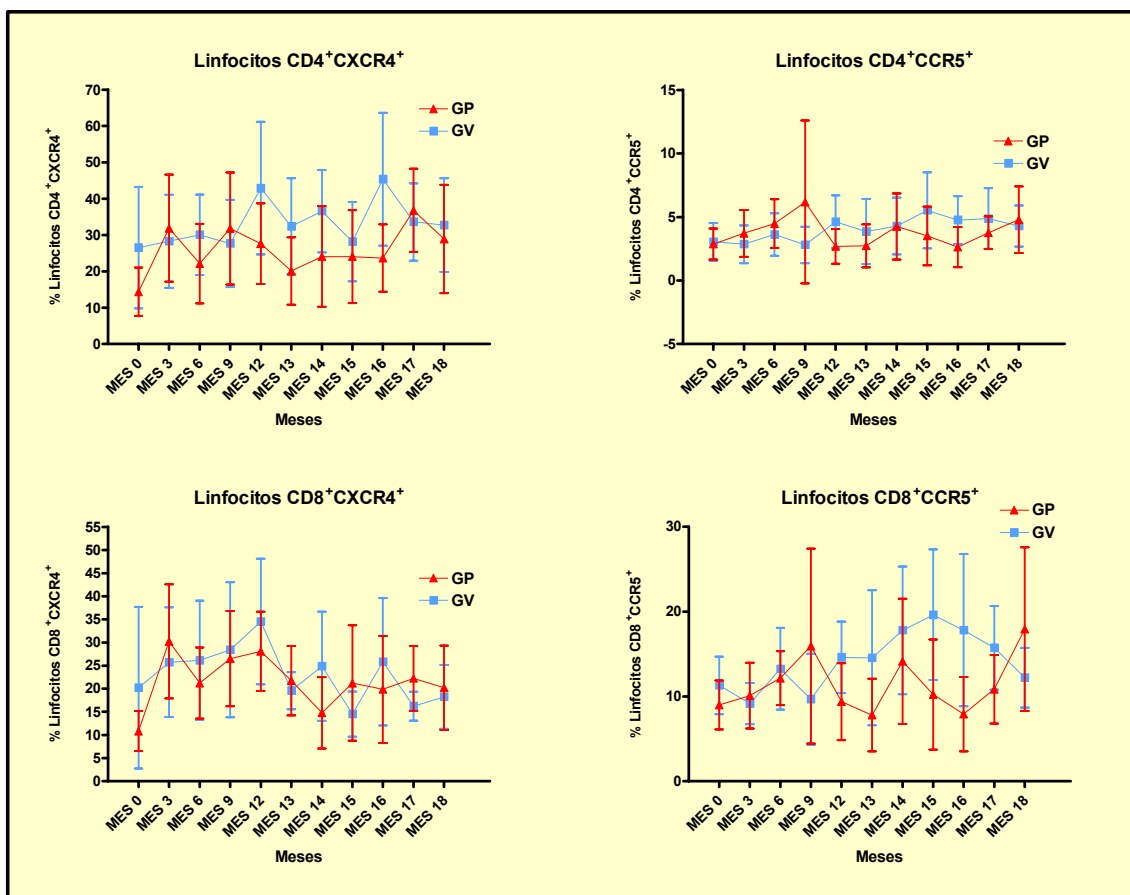 Linfocitos CD4⁺CXCR4⁺
% Linfocitos CD4⁺CXCR4⁺
70
60
50
40
30
20
10
0
GP
GV
MES 0
MES 3
MES 6
MES 9
MES 12
MES 13
MES 14
MES 15
MES 16
MES 17
MES 18
Meses
Linfocitos CD4⁺CCR5⁺
% Linfocitos CD4⁺CCR5⁺
15
10
5
0
-5
GP
GV
MES 0
MES 3
MES 6
MES 9
MES 12
MES 13
MES 14
MES 15
MES 16
MES 17
MES 18
Meses
Linfocitos CD8⁺CXCR4⁺
% Linfocitos CD8⁺CXCR4⁺
55
50
45
40
35
30
25
20
15
10
5
0
GP
GV
MES 0
MES 3
MES 6
MES 9
MES 12
MES 13
MES 14
MES 15
MES 16
MES 17
MES 18
Meses
Linfocitos CD8⁺CCR5⁺
% Linfocitos CD8⁺CCR5⁺
30
20
10
0
GP
GV
MES 0
MES 3
MES 6
MES 9
MES 12
MES 13
MES 14
MES 15
MES 16
MES 17
MES 18
Meses